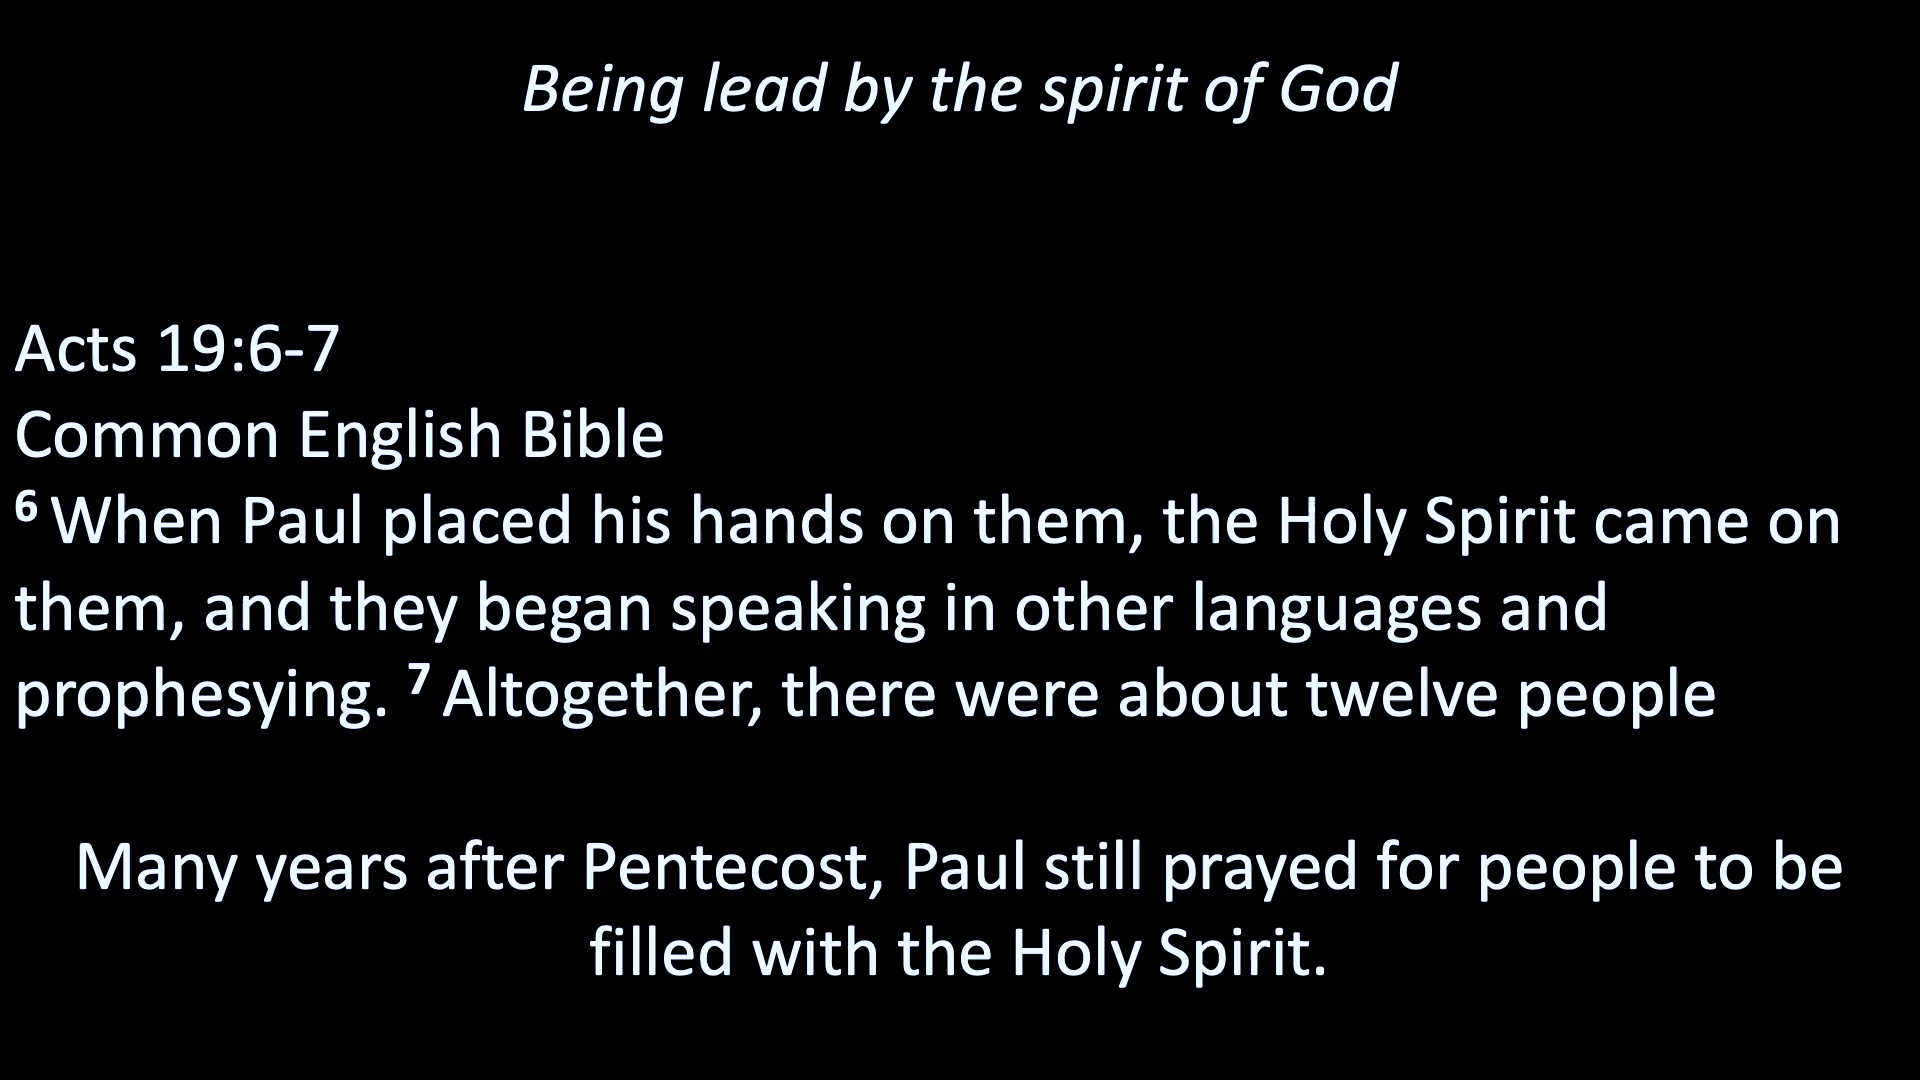 Being lead by the spirit of God
Acts 19:6-7
Common English Bible
6 When Paul placed his hands on them, the Holy Spirit came on
them, and they began speaking in other languages and
prophesying. 7 Altogether, there were about twelve people
Many years after Pentecost, Paul still prayed for people to be
filled with the Holy Spirit.